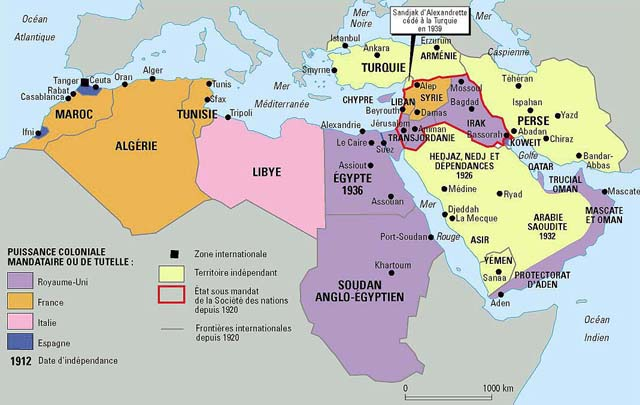 Océan
Atlantique
Mer
Noire
Sandjak d'Alexandrette
cédé à la Turquie
en 1939
Mer
Caspienne
Istanbul
Ankara
Erzurum
ARMÉNIE
Smyrne
TURQUIE
Tanger
Ceuta
Oran
Alger
Tunis
Rabat
Casablanca
Sfax
Mer
Méditerranée
CHYPRE
Alep
Mossoul
Téhéran
LIBAN
SYRIE
Beyrouth
Damas
Bagdad
Ispahan
Yazd
MAROC
TUNISIE
Tripoli
Ifni
ALGÉRIE
Alexandrie
Jérusalem
Amman
TRANSJORDANIE
IRAK
Bassorah
PERSE
Abadan
Chiraz
KOWEIT
Le Caire
Suez
LIBYE
Assiout
ÉGYPTE
1936
Assouan
HEDJAZ, NEDJ ET
DÉPENDANCES
1926
Golfe
Bandar-
Abbas
QATAR
TRUCIAL
OMAN
Mascate
Médine
Ryad
Mer
Rouge
Djeddah
La Mecque
ARABIE
SAOUDITE
1932
MASCATE
ET OMAN
Port-Soudan
ASIR
YÉMEN
Sanaa
PROTECTORAT
D'ADEN
Aden
Khartoum
SOUDAN
ANGLO-ÉGYPTIEN
Océan
Indien
PUISSANCE COLONIALE
MANDATAIRE OU DE TUTELLE :
Royaume-Uni
France
Italie
Espagne
1912 Date d'indépendance
Zone internationale
Territoire indépendant
État sous mandat
de la Société des nations
depuis 1920
Frontières internationales
depuis 1920
0
1000 km